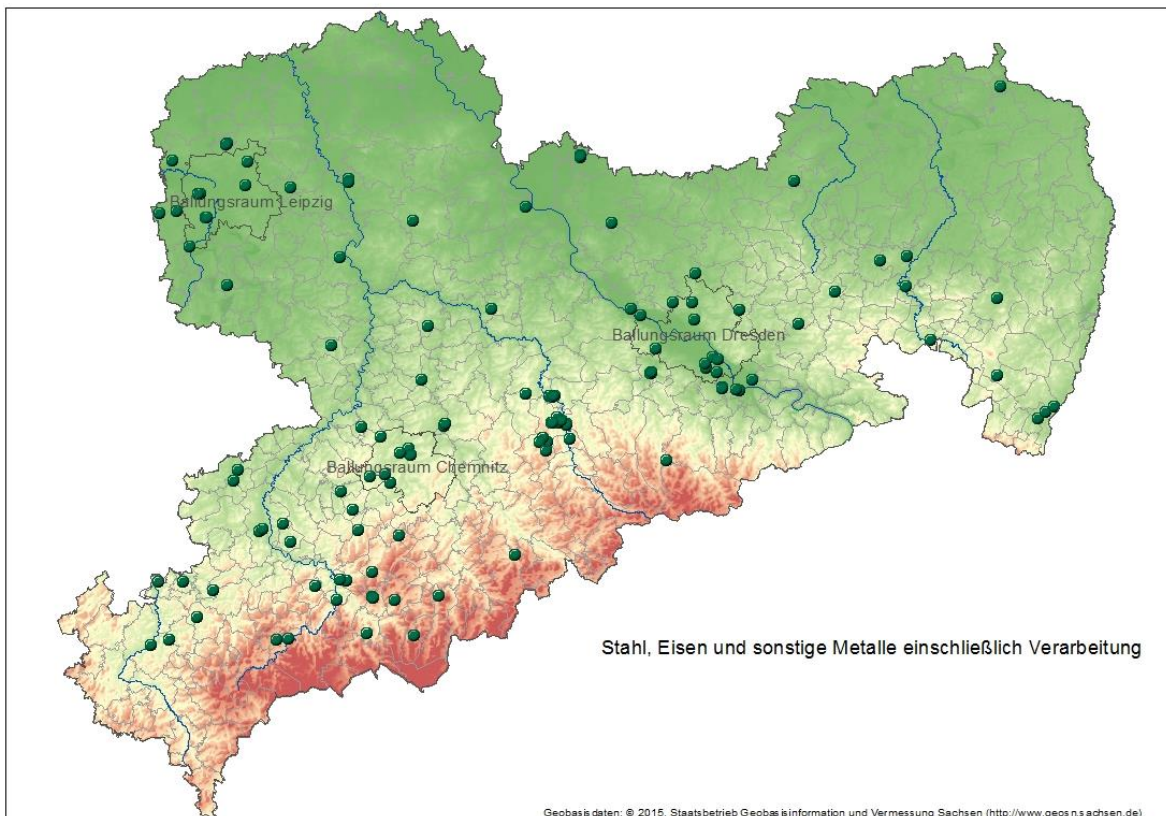 Ballungsraum Leipzig
Ballungsraum Dresden
Ballungsraum Chemnitz
Stahl, Eisen und sonstige Metalle einschließlich Verarbeitung
Geobasisdaten: © 2015, Staatsbetrieb Geobasisinformation und Vermessung Sachsen (http://www.geosn.sachsen.de)